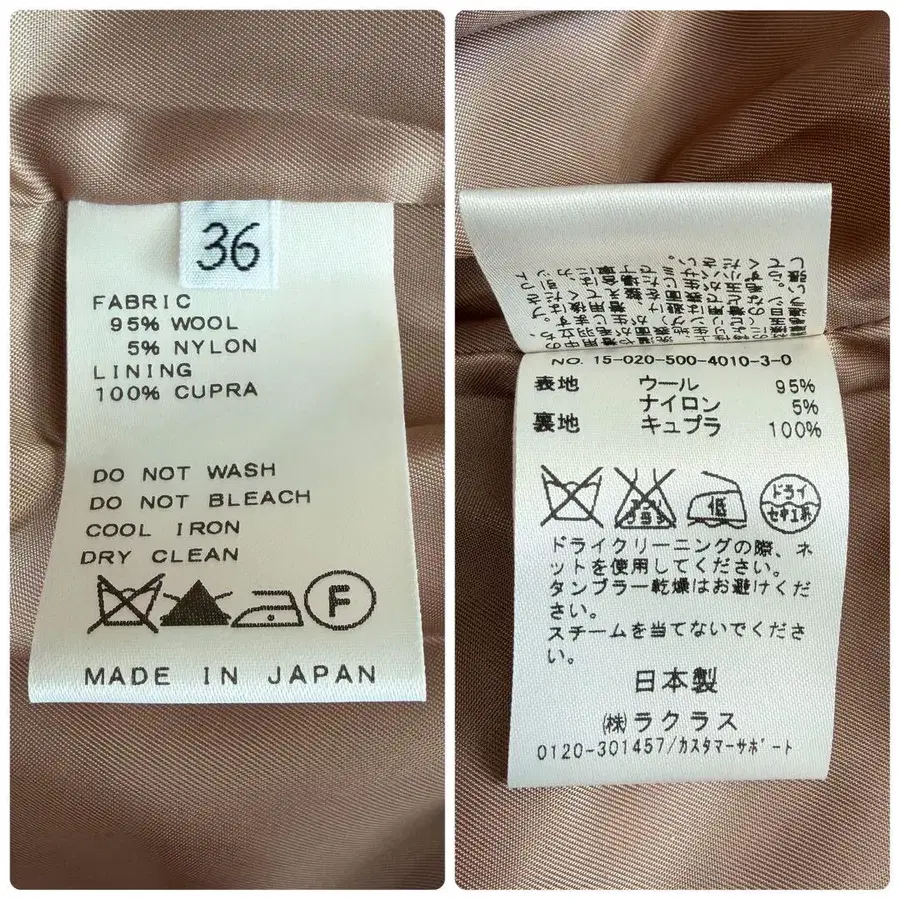 36
FABRIC
95% WOOL
5% NYLON
LINING
100% CUPRA
DO NOT WASH
DO NOT BLEACH
COOL IRON
DRY CLEAN
F
MADE IN JAPAN
NO. 15-020-500-4010-3-0
表地 ウール 95%
ナイロン 5%
裏地 キュプラ 100%
低
ドライ
セキユ系
ドライクリーニングの際、ネ
ットを使用してください。
タンブラー乾燥はお避けくだ
さい。
スチームを当てないでくださ
い。
日本製
(株)ラクラス
0120-301457/カスタマーサポート